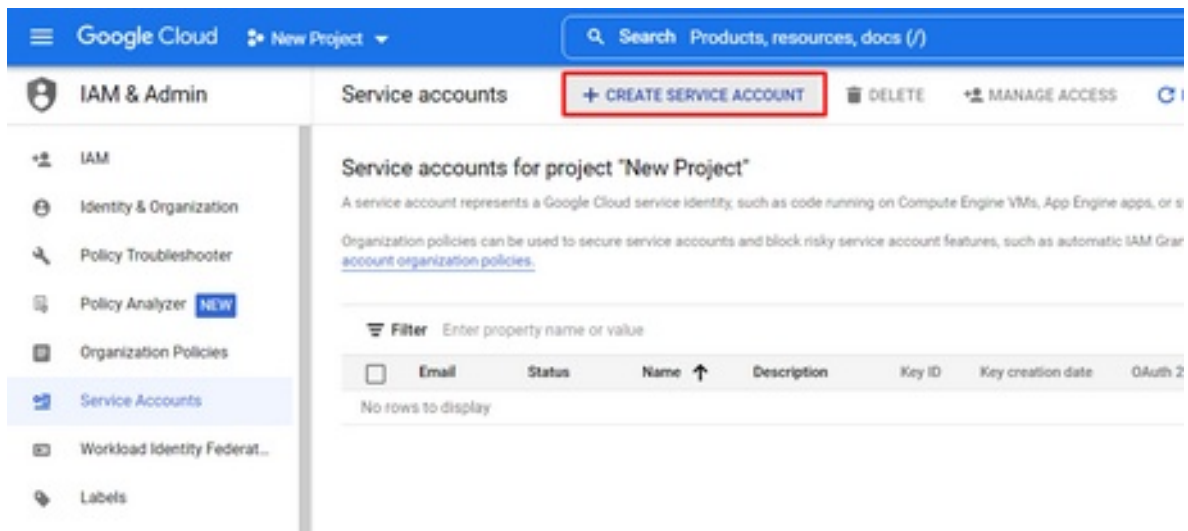 Google Cloud New Project Search Products, resources, docs (/)
IAM & Admin
Service accounts + CREATE SERVICE ACCOUNT DELETE MANAGE ACCESS
IAM
Identity & Organization
Policy Troubleshooter
Policy Analyzer NEW
Organization Policies
Service Accounts
Workload Identity Federat...
Labels
Service accounts for project "New Project"
A service account represents a Google Cloud service identity, such as code running on Compute Engine VMs, App Engine apps, or
Organization policies can be used to secure service accounts and block risky service account features, such as automatic IAM
account organization policies.
Filter Enter property name or value
Email Status Name Description Key ID Key creation date OAuth 2
No rows to display